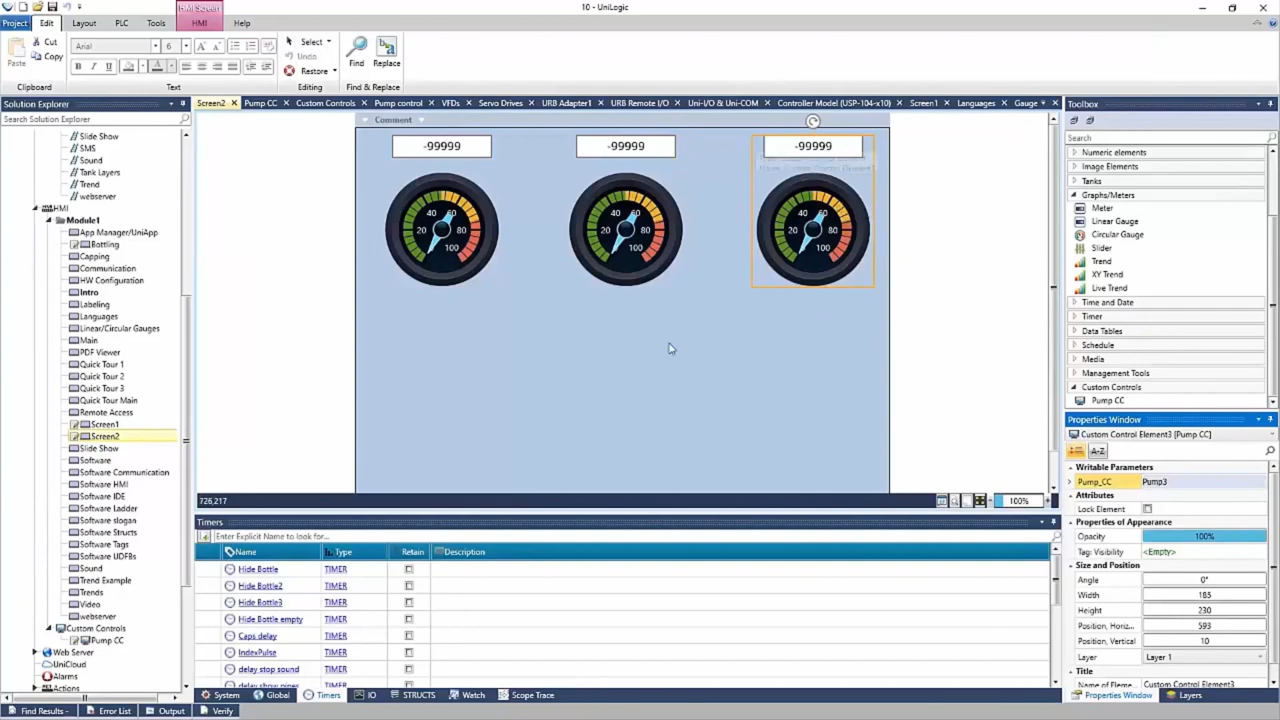 10 - UniLogic
HMI Screen
Project Edit Layout PLC Tools HMI Help
Paste
Cut
Copy
Clipboard
Arial 6
B I U
Text
Select
Undo
Restore
Editing
Find
Replace
Find & Replace
Solution Explorer
Search Solution Explorer
Slide Show
SMS
Sound
Tank Layers
Trend
webserver
HMI
Module1
App Manager/UniApp
Bottling
Capping
Communication
HW Configuration
Intro
Labeling
Languages
Linear/Circular Gauges
Main
PDF Viewer
Quick Tour 1
Quick Tour 2
Quick Tour 3
Quick Tour Main
Remote Access
Screen1
Screen2
Slide Show
Software
Software Communication
Software HMI
Software IDE
Software Ladder
Software slogan
Software Structs
Software Tags
Software UDFBs
Sound
Trend Example
Trends
Video
webserver
Custom Controls
Pump CC
Web Server
UniCloud
Alarms
Actions
Screen2 Pump CC Custom Controls Pump control VFDs Servo Drives URB Adapter1 URB Remote I/O Uni-I/O & Uni-COM Controller Model (USP-104-x10) Screen1 Languages Gauge
Comment
-99999 -99999 -99999
20 40 60 80 100
20 40 60 80 100
20 40 60 80 100
726,217
100%
Timers
Enter Explicit Name to look for...
Name Type Retain Description
Hide Bottle TIMER
Hide Bottle2 TIMER
Hide Bottle3 TIMER
Hide Bottle empty TIMER
Caps delay TIMER
IndexPulse TIMER
delay stop sound TIMER
delay show pipes TIMER
System Global Timers IO STRUCTS Watch Scope Trace
Toolbox
Search
Numeric elements
Image Elements
Tanks
Graphs/Meters
Meter
Linear Gauge
Circular Gauge
Slider
Trend
XY Trend
Live Trend
Time and Date
Timer
Data Tables
Schedule
Media
Management Tools
Custom Controls
Pump CC
Properties Window
Custom Control Element3 [Pump CC]
A-Z
Writable Parameters
Pump_CC Pump3
Attributes
Lock Element
Properties of Appearance
Opacity 100%
Tag: Visibility <Empty>
Size and Position
Angle 0°
Width 185
Height 230
Position, Horiz... 593
Position, Vertical 10
Layer Layer 1
Title
Name of Elem... Custom Control Element3
Properties Window Layers
Find Results - Error List Output Verify